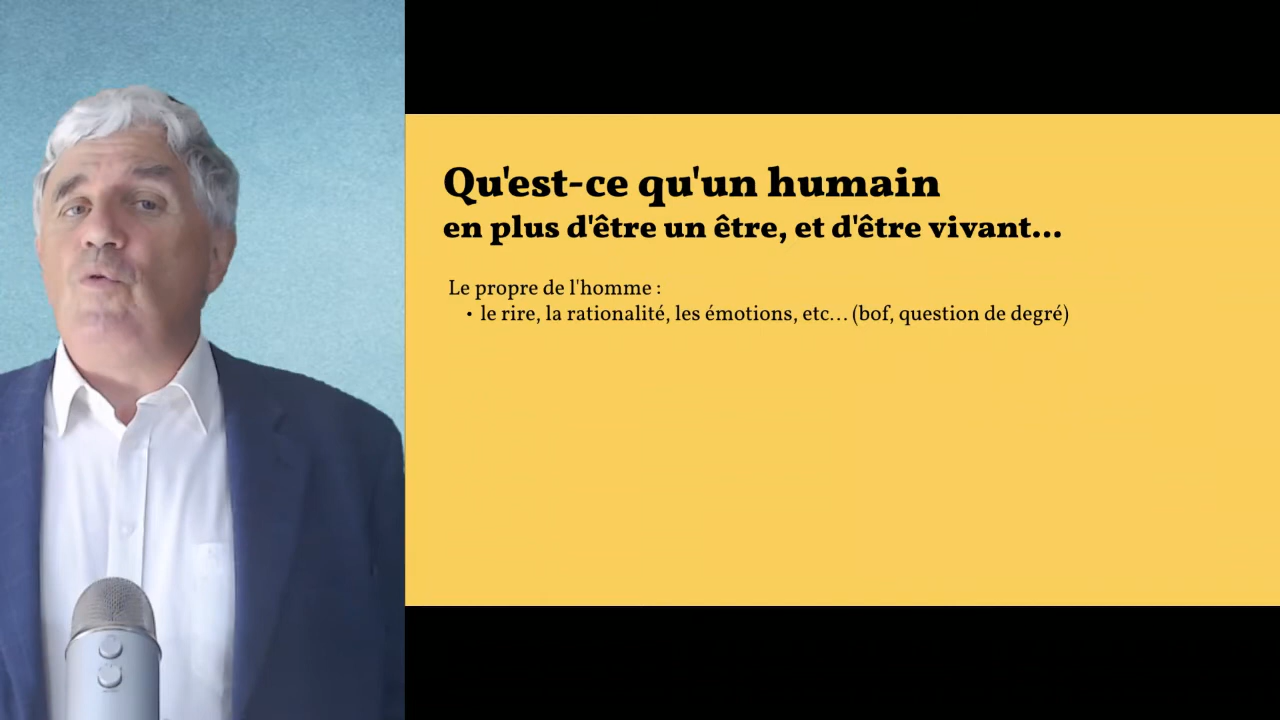 Qu'est-ce qu'un humain
en plus d'être un être, et d'être vivant...
Le propre de l'homme :
• le rire, la rationalité, les émotions, etc... (bof, question de degré)